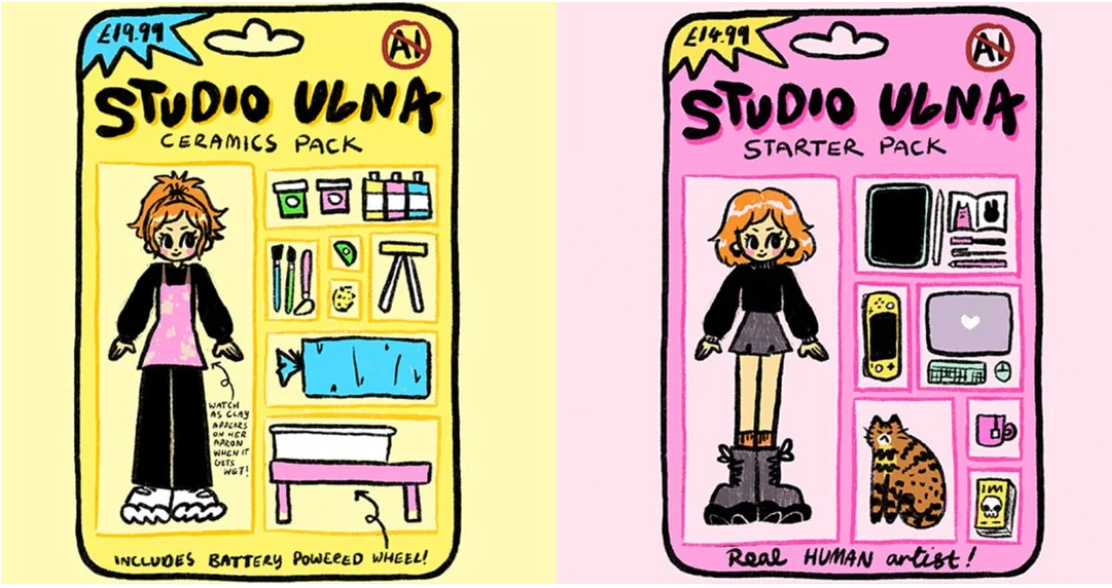 £19.99
AI
STUDIO ULNA
CERAMICS PACK
WATCH
AS CLAY
APPEARS
ON HER
APRON
WHEN IT
GETS
WET!
INCLUDES BATTERY POWERED WHEEL!
£14.99
AI
STUDIO ULNA
STARTER PACK
IM
Real HUMAN artist!